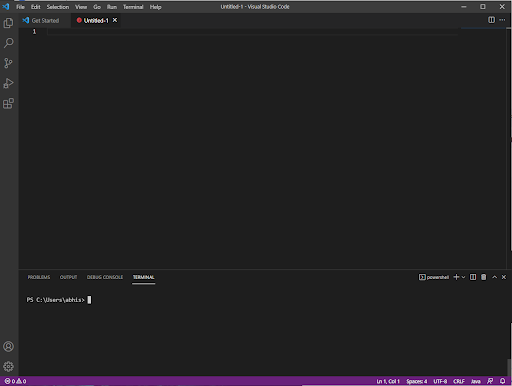 File Edit Selection View Go Run Terminal Help Untitled-1 - Visual Studio Code
Get Started Untitled-1
1
PROBLEMS OUTPUT DEBUG CONSOLE TERMINAL powershell
PS C:\Users\abhis>
0 0 Ln 1, Col 1 Spaces: 4 UTF-8 CRLF Java